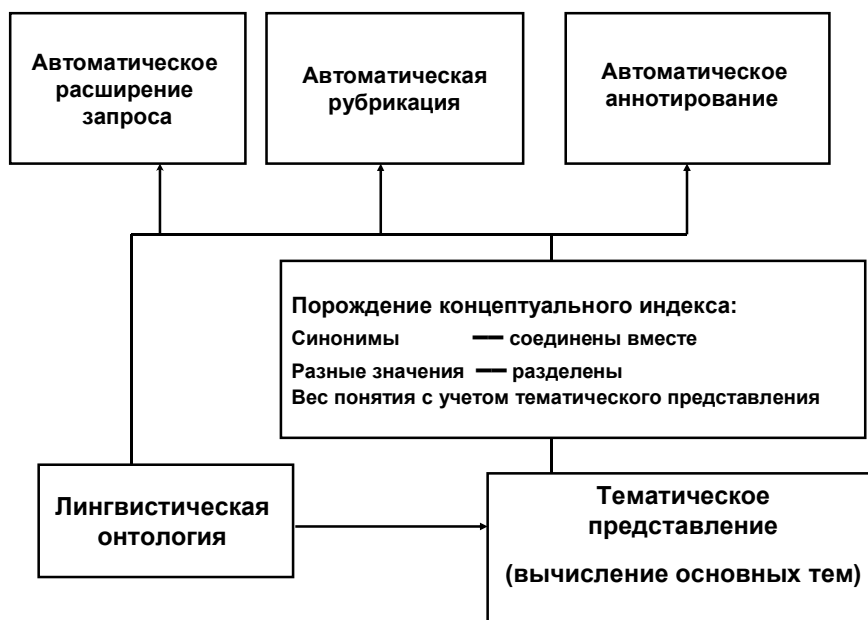 Автоматическое
расширение
запроса
Автоматическая
рубрикация
Автоматическое
аннотирование
Порождение концептуального индекса:
Синонимы — соединены вместе
Разные значения — разделены
Вес понятия с учетом тематического представления
Лингвистическая
онтология
Тематическое
представление
(вычисление основных тем)